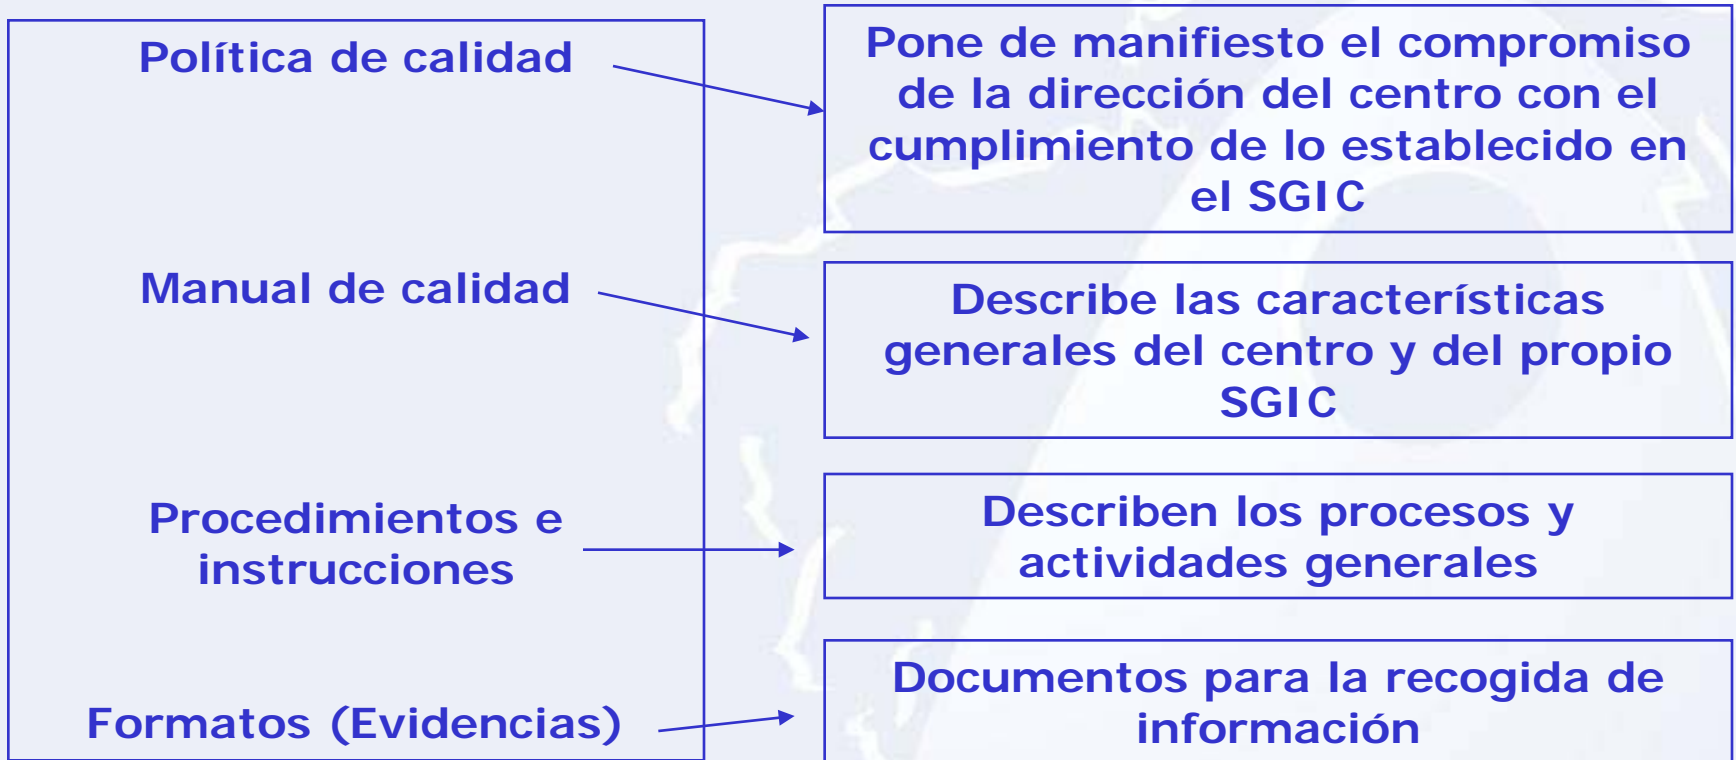 Política de calidad
Pone de manifiesto el compromiso
de la dirección del centro con el
cumplimiento de lo establecido en
el SGIC
Manual de calidad
Describe las características
generales del centro y del propio
SGIC
Procedimientos e
instrucciones
Describen los procesos y
actividades generales
Formatos (Evidencias)
Documentos para la recogida de
información